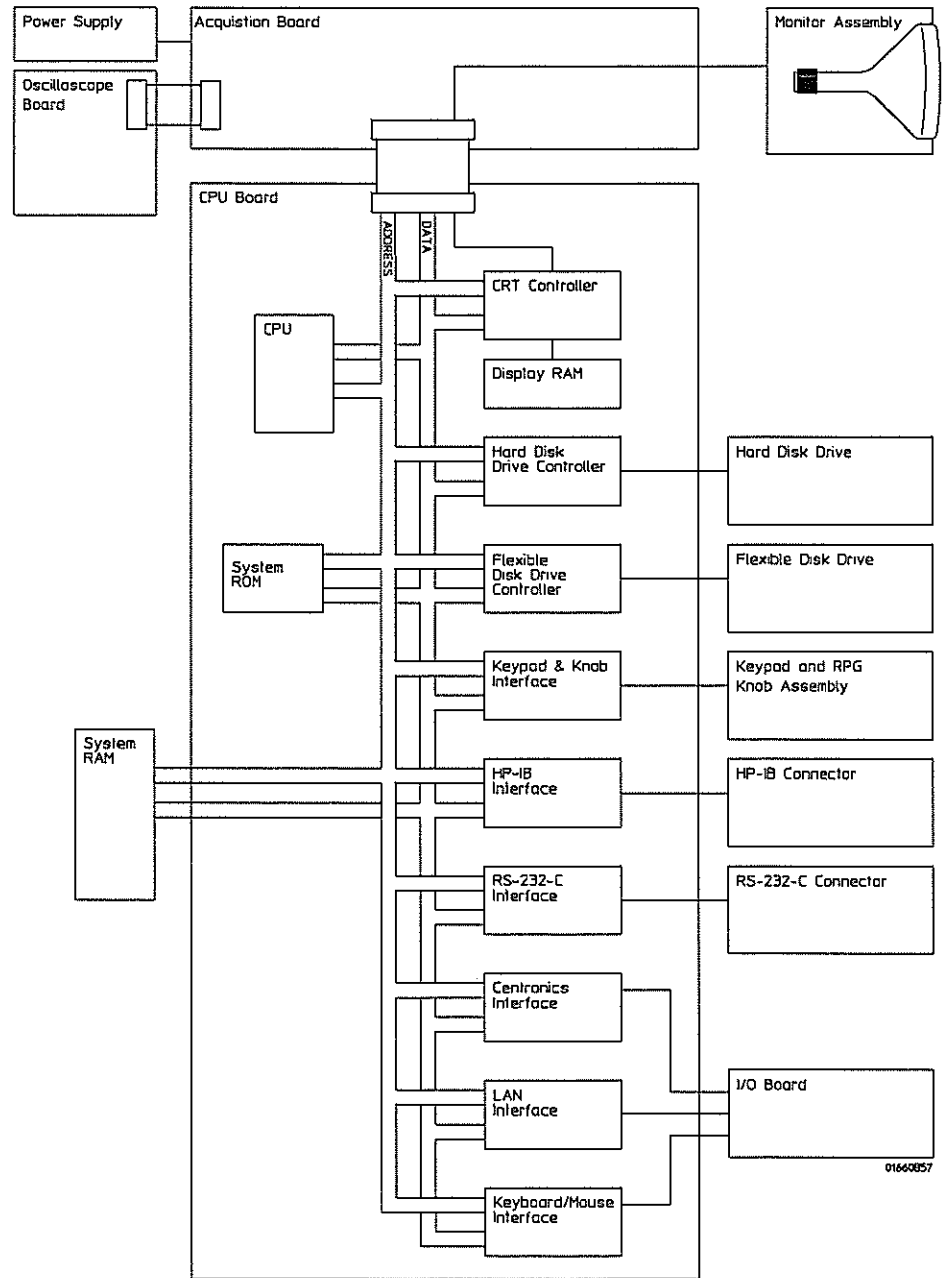 Power Supply
Acquistion Board
Monitor Assembly
Oscilloscope
Board
CPU Board
ADDRESS
DATA
CRT Controller
CPU
Display RAM
Hard Disk
Drive Controller
Hard Disk Drive
System
ROM
Flexible
Disk Drive
Controller
Flexible Disk Drive
Keypad & Knob
Interface
Keypad and RPG
Knob Assembly
System
RAM
HP-IB
Interface
HP-IB Connector
RS-232-C
Interface
RS-232-C Connector
Centronics
Interface
I/O Board
LAN
Interface
01660B57
Keyboard/Mouse
Interface